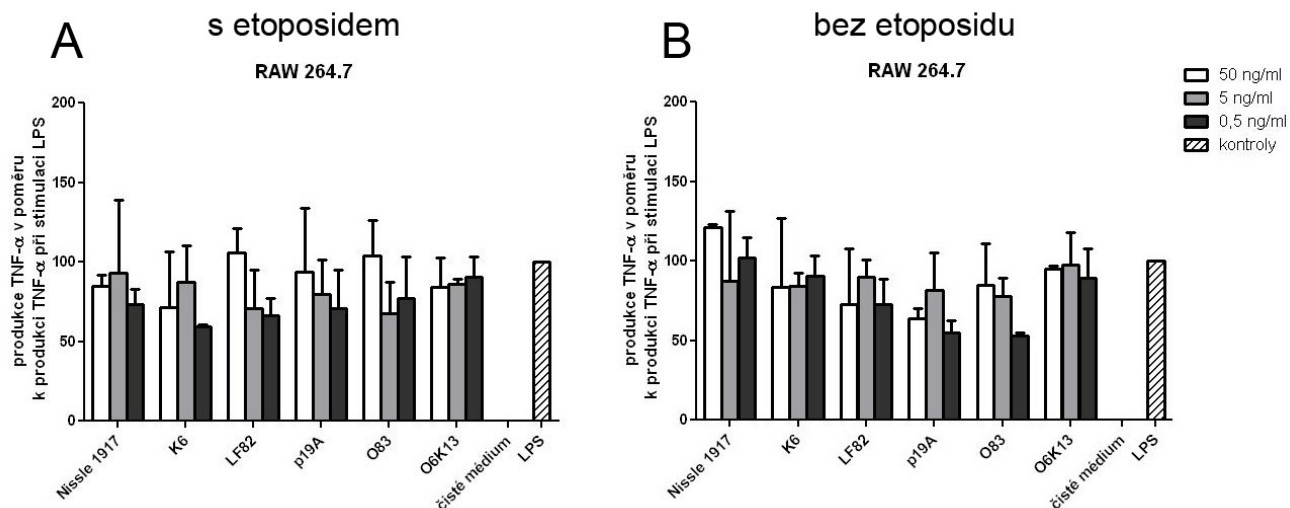 A
s etoposidem
RAW 264.7
produkce TNF-α v poměru
k produkci TNF-α při stimulaci LPS
200
150
100
50
0
Nissle 1917
K6
LF82
p19A
O83
O6K13
čisté médium
LPS
B
bez etoposidu
RAW 264.7
produkce TNF-α v poměru
k produkci TNF-α při stimulaci LPS
200
150
100
50
0
Nissle 1917
K6
LF82
p19A
O83
O6K13
čisté médium
LPS
50 ng/ml
5 ng/ml
0,5 ng/ml
kontroly